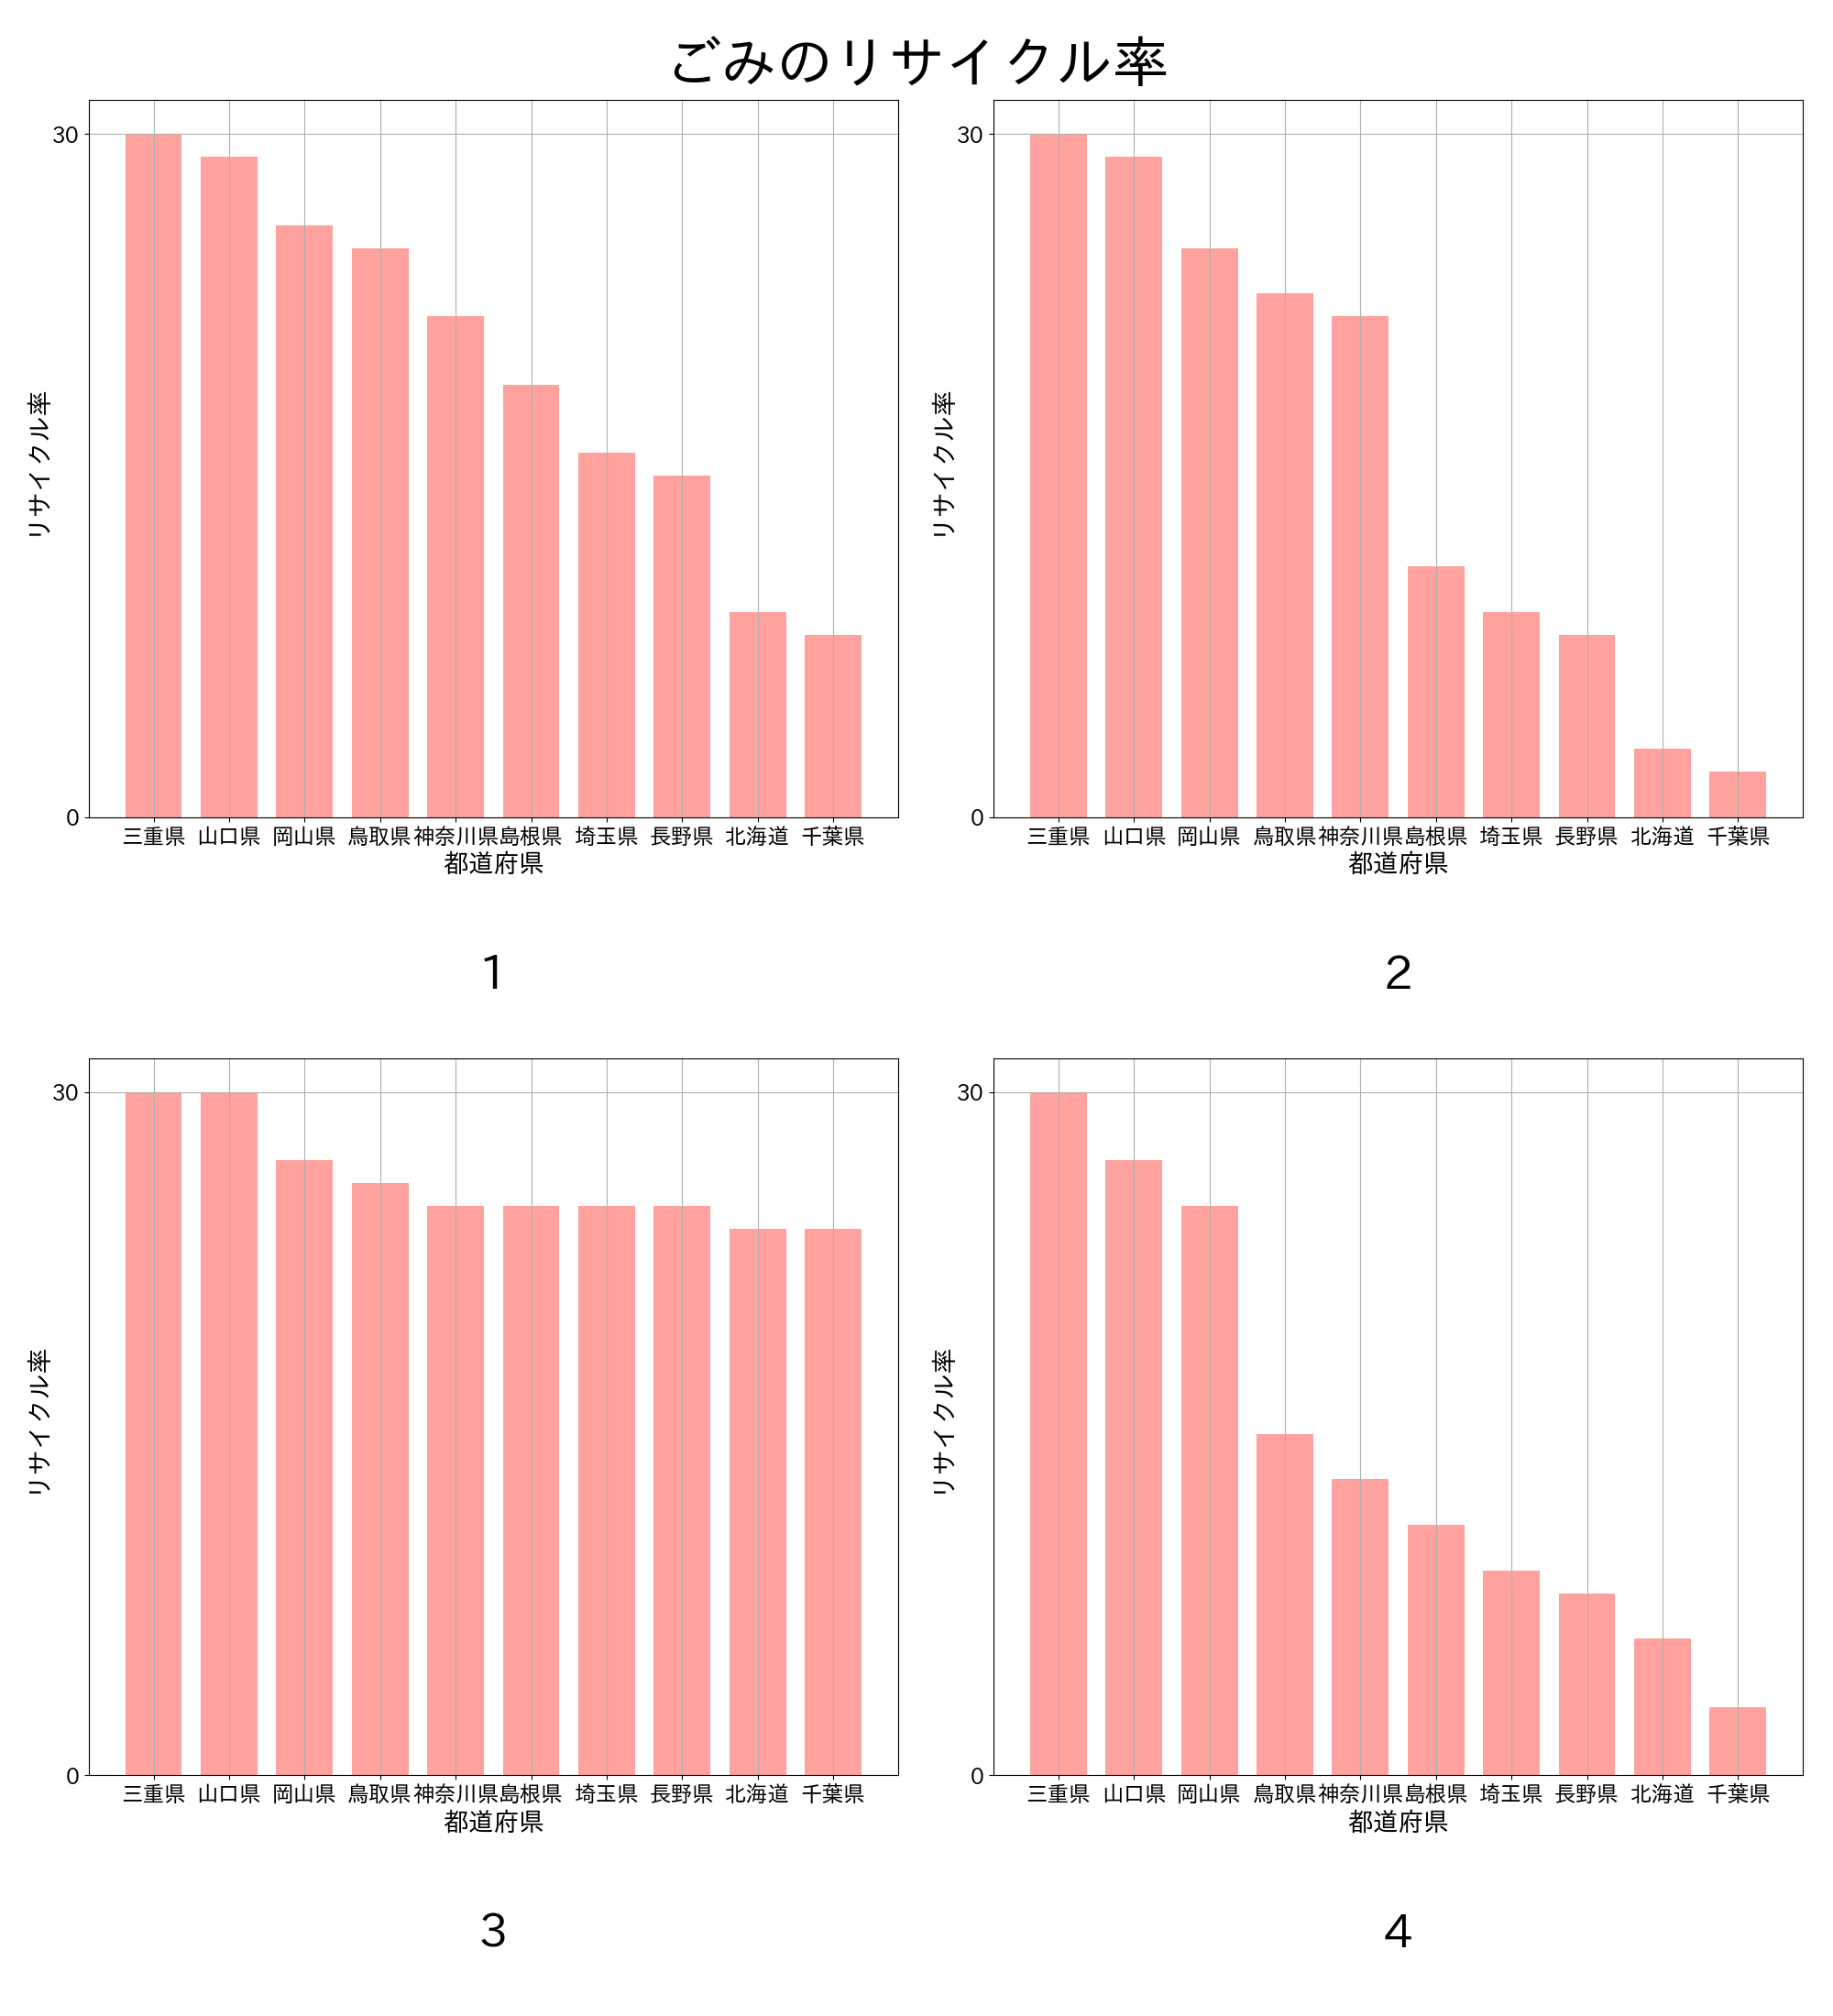 ごみのリサイクル率
30
0
リサイクル率
三重県 山口県 岡山県 鳥取県 神奈川県 島根県 埼玉県 長野県 北海道 千葉県
都道府県
1
30
0
リサイクル率
三重県 山口県 岡山県 鳥取県 神奈川県 島根県 埼玉県 長野県 北海道 千葉県
都道府県
2
30
0
リサイクル率
三重県 山口県 岡山県 鳥取県 神奈川県 島根県 埼玉県 長野県 北海道 千葉県
都道府県
3
30
0
リサイクル率
三重県 山口県 岡山県 鳥取県 神奈川県 島根県 埼玉県 長野県 北海道 千葉県
都道府県
4